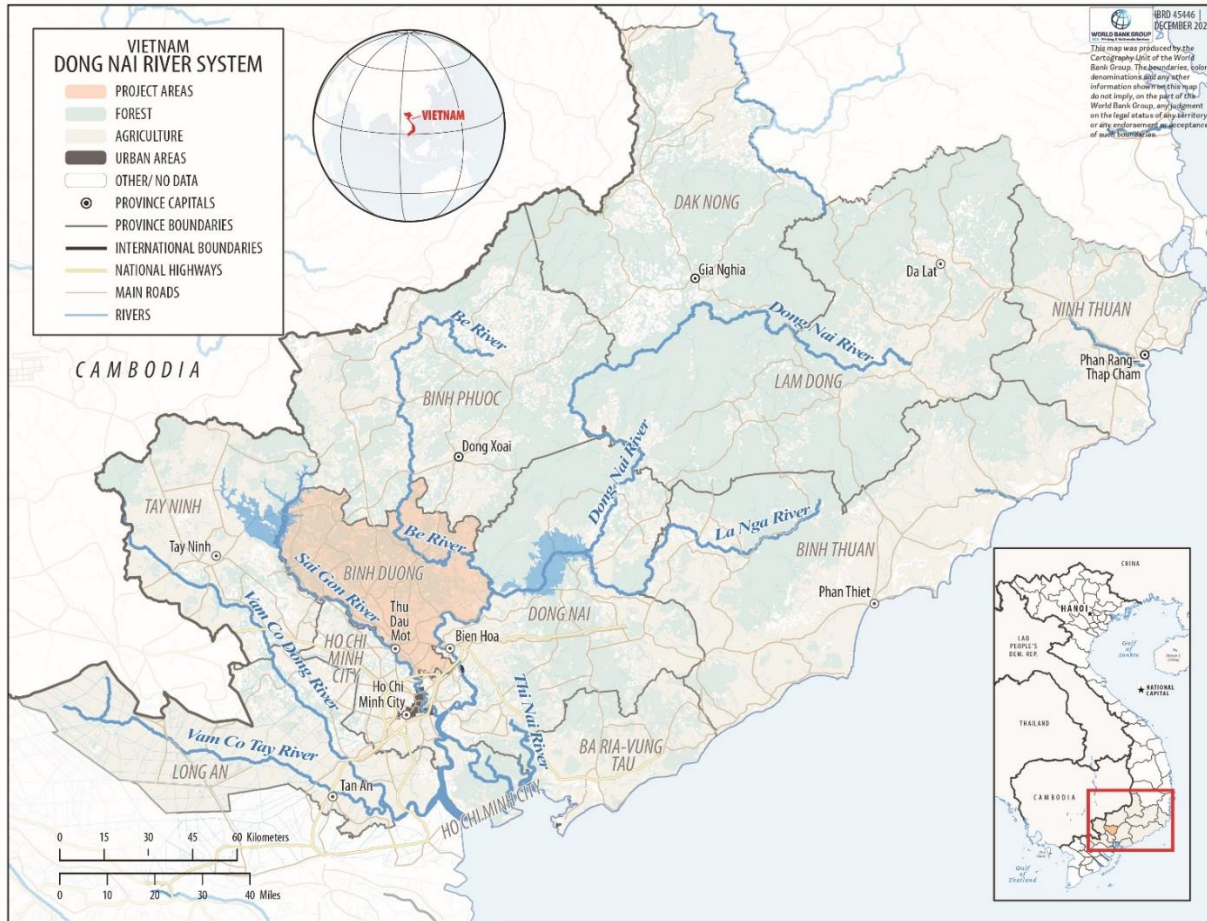 VIETNAM
DONG NAI RIVER SYSTEM
PROJECT AREAS
FOREST
AGRICULTURE
URBAN AREAS
OTHER/ NO DATA
PROVINCE CAPITALS
PROVINCE BOUNDARIES
INTERNATIONAL BOUNDARIES
NATIONAL HIGHWAYS
MAIN ROADS
RIVERS
VIETNAM
WORLD BANK GROUP
IBRD 45446 |
DECEMBER 202
This map was produced by the
Cartography Unit of the World
Bank Group. The boundaries, color
denominations and any other
information shown on this map
do not imply, on the part of the
World Bank Group, any judgment
on the legal status of any territory
or any endorsement or acceptance
of such boundaries.
DAK NONG
Gia Nghia
Da Lat
NINH THUAN
Dong Nai River
Be River
Phan Rang–
Thap Cham
CAMBODIA
LAM DONG
BINH PHUOC
Dong Xoai
Dong Nai River
TAY NINH
La Nga River
Be River
Tay Ninh
BINH THUAN
Sai Gon River
BINH DUONG
Phan Thiet
Thu
Dau
Mot
DONG NAI
Vam Co Dong River
HO CHI
MINH
CITY
Bien Hoa
Ho Chi
Minh City
Thi Nai River
BA RIA-VUNG
TAU
Vam Co Tay River
LONG AN
Tan An
HO CHI MINH CITY
0 15 30 45 60 Kilometers
0 10 20 30 40 Miles
CHINA
HANOI
LAO
PEOPLE'S
DEM. REP.
Gulf
of
Tonkin
NATIONAL
CAPITAL
THAILAND
CAMBODIA
Gulf of
Thailand